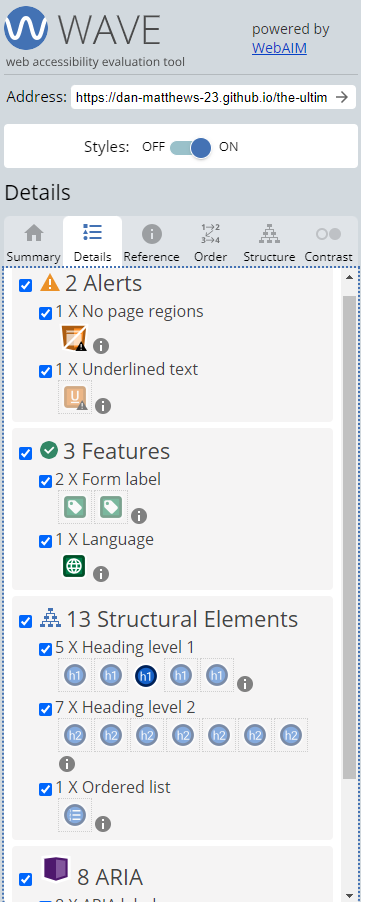 WAVE
powered by
WebAIM
web accessibility evaluation tool
Address: https://dan-matthews-23.github.io/the-ultim
Styles: OFF ON
Details
Summary Details Reference Order Structure Contrast
2 Alerts
1 X No page regions
1 X Underlined text
3 Features
2 X Form label
1 X Language
13 Structural Elements
5 X Heading level 1
h1 h1 h1 h1 h1
7 X Heading level 2
h2 h2 h2 h2 h2 h2 h2
1 X Ordered list
8 ARIA